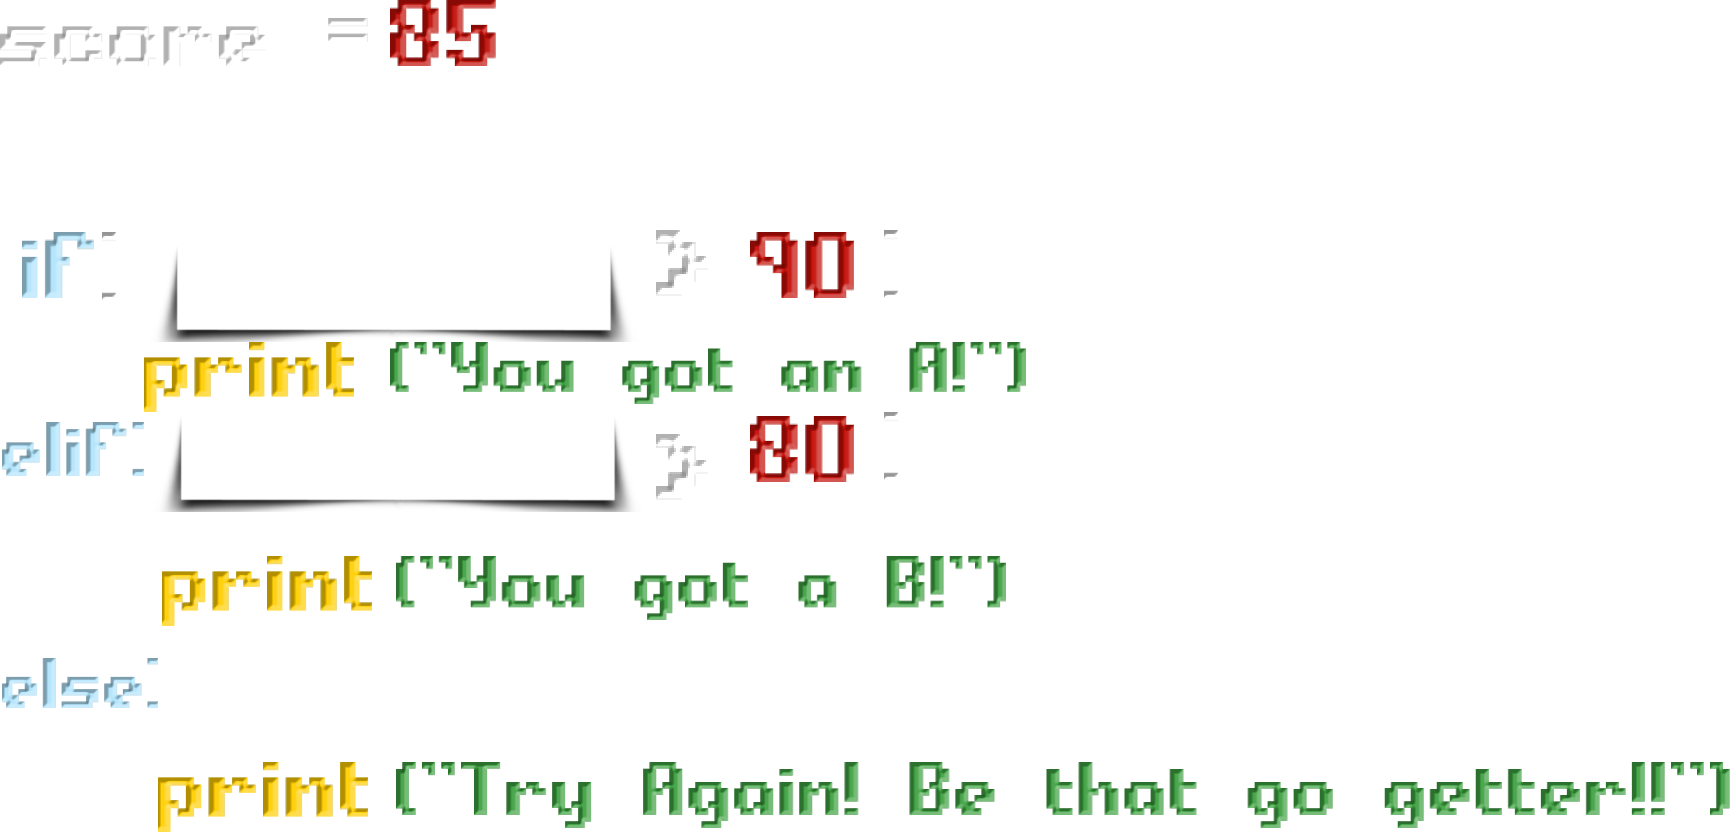 score = 85
if: > 90 :
print ("You got an A!")
elif: > 80 :
print ("You got a B!")
else:
print ("Try Again! Be that go getter!!")